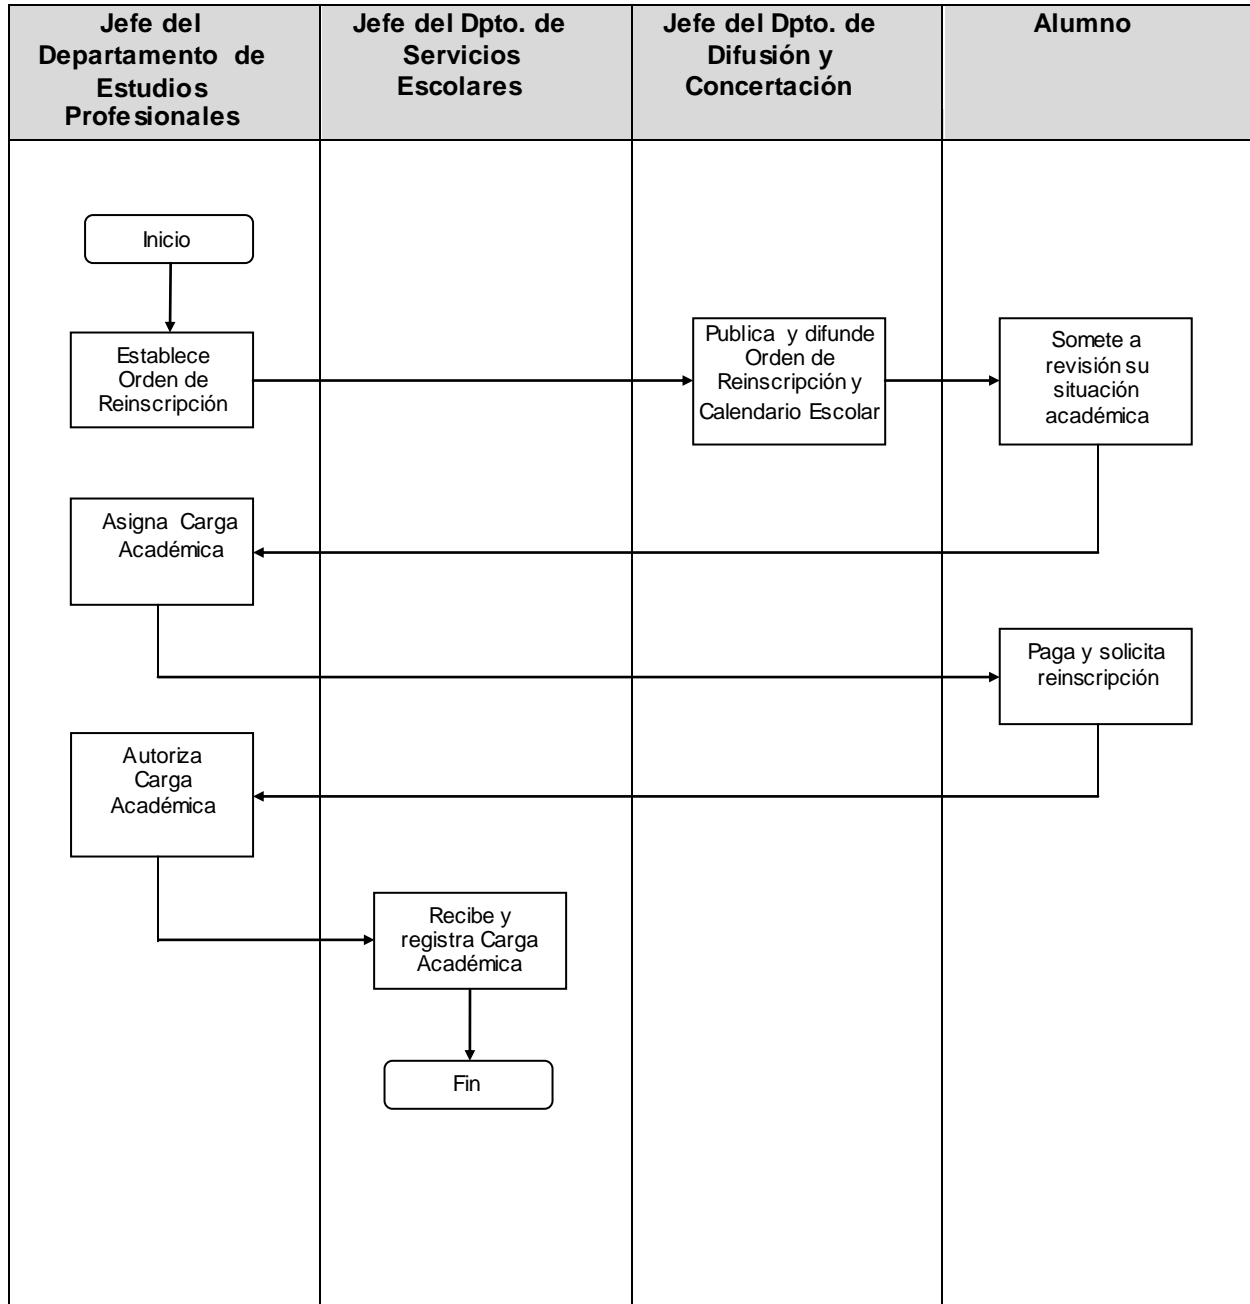 Jefe del
Departamento de
Estudios
Profesionales
Jefe del Dpto. de
Servicios
Escolares
Jefe del Dpto. de
Difusión y
Concertación
Alumno
Inicio
Establece
Orden de
Reinscripción
Publica y difunde
Orden de
Reinscripción y
Calendario Escolar
Somete a
revisión su
situación
académica
Asigna Carga
Académica
Paga y solicita
reinscripción
Autoriza
Carga
Académica
Recibe y
registra Carga
Académica
Fin